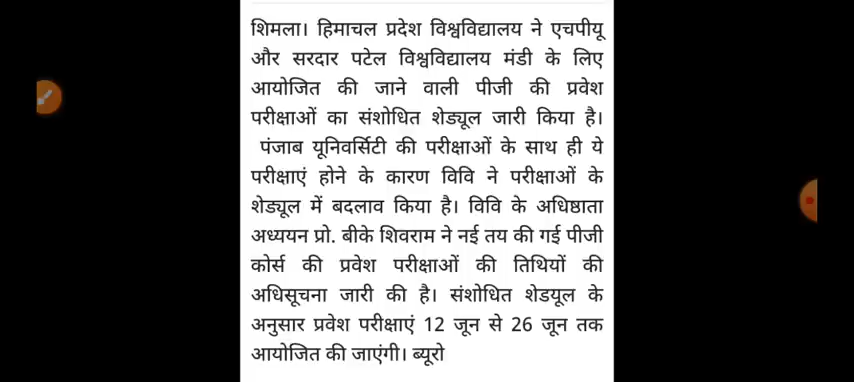 शिमला। हिमाचल प्रदेश विश्वविद्यालय ने एचपीयू
और सरदार पटेल विश्वविद्यालय मंडी के लिए
आयोजित की जाने वाली पीजी की प्रवेश
परीक्षाओं का संशोधित शेड्यूल जारी किया है।
पंजाब यूनिवर्सिटी की परीक्षाओं के साथ ही ये
परीक्षाएं होने के कारण विवि ने परीक्षाओं के
शेड्यूल में बदलाव किया है। विवि के अधिष्ठाता
अध्ययन प्रो. बीके शिवराम ने नई तय की गई पीजी
कोर्स की प्रवेश परीक्षाओं की तिथियों की
अधिसूचना जारी की है। संशोधित शेडयूल के
अनुसार प्रवेश परीक्षाएं 12 जून से 26 जून तक
आयोजित की जाएंगी। ब्यूरो